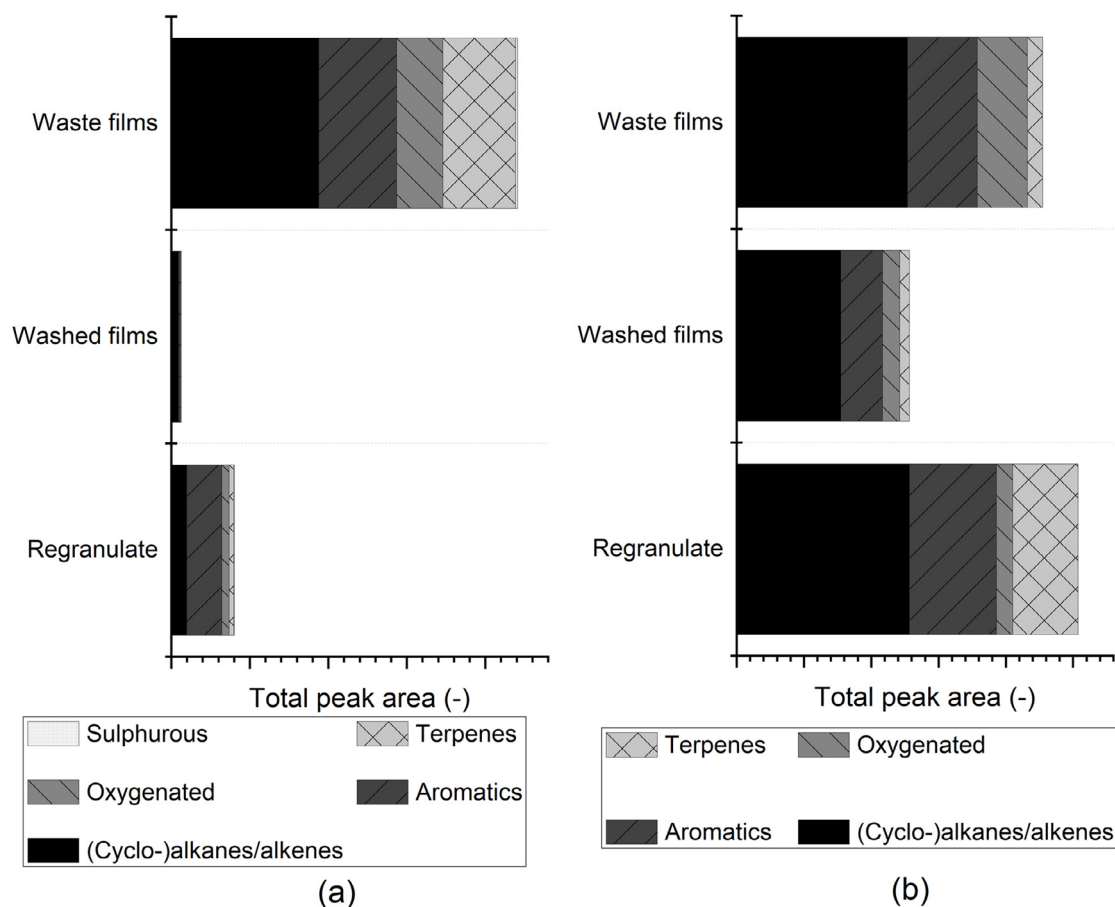 Waste films
Washed films
Regranulate
Total peak area (-)
Sulphurous
Terpenes
Oxygenated
Aromatics
(Cyclo-)alkanes/alkenes
(a)
Waste films
Washed films
Regranulate
Total peak area (-)
Terpenes
Oxygenated
Aromatics
(Cyclo-)alkanes/alkenes
(b)